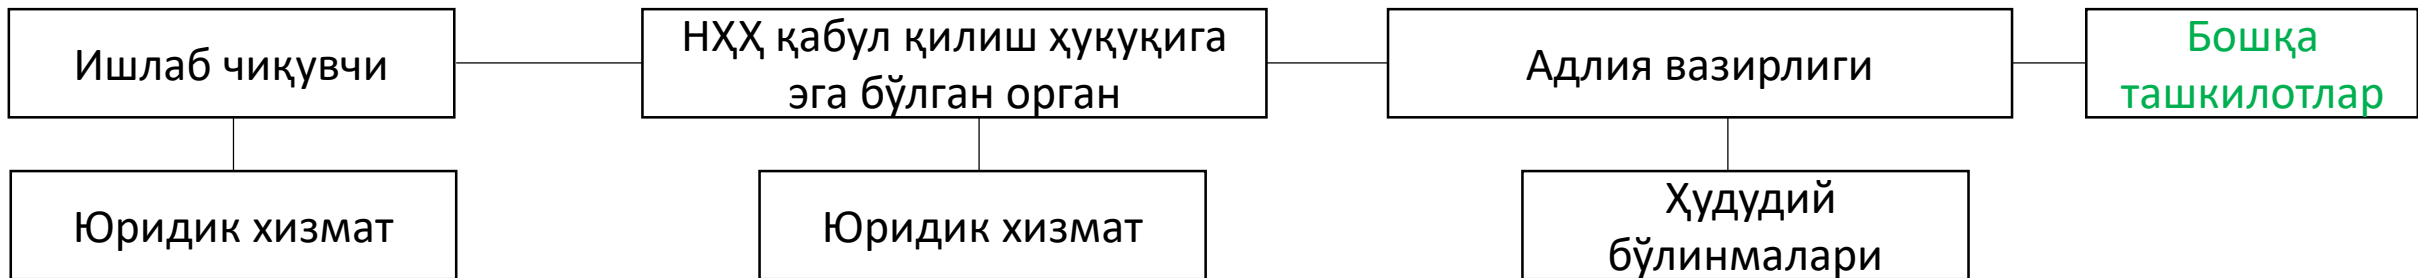 Ишлаб чиқувчи
НҲҲ қабул қилиш ҳуқуқига
эга бўлган орган
Адлия вазирлиги
Бошқа
ташкилотлар
Юридик хизмат
Юридик хизмат
Ҳудудий
бўлинмалари